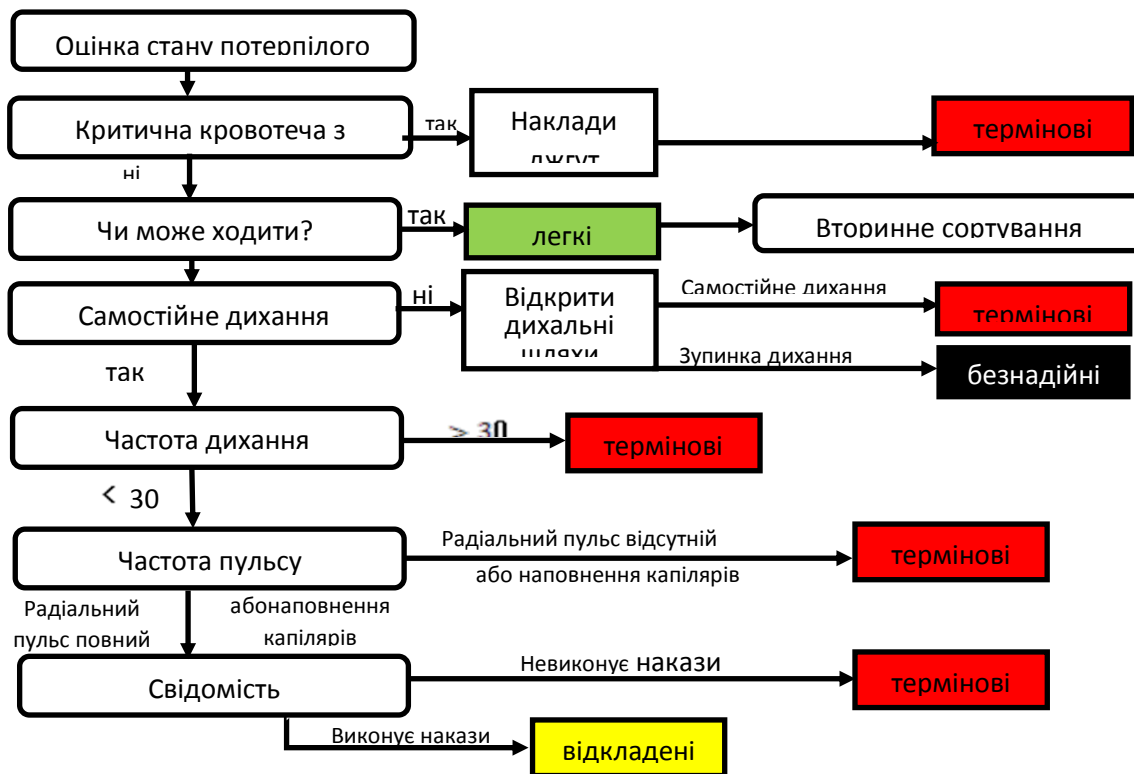 Оцінка стану потерпілого
Критична кровотеча з
так
Наклади
джгут
термінові
ні
Чи може ходити?
так
легкі
Вторинне сортування
Самостійне дихання
ні
Відкрити
дихальні
шляхи
Самостійне дихання
термінові
Зупинка дихання
безнадійні
так
Частота дихання
> 30
термінові
< 30
Частота пульсу
Радіальний пульс відсутній
або наповнення капілярів
термінові
Радіальний
пульс повний
абонаповнення
капілярів
Свідомість
Невиконує накази
термінові
Виконує накази
відкладені